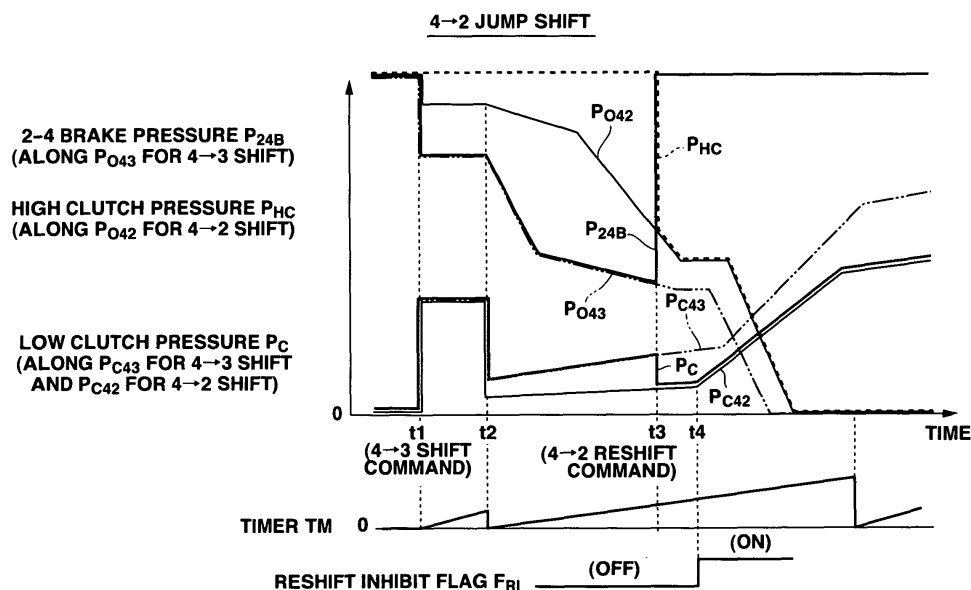 4→2 JUMP SHIFT
2-4 BRAKE PRESSURE P24B
(ALONG PO43 FOR 4→3 SHIFT)
HIGH CLUTCH PRESSURE PHC
(ALONG PO42 FOR 4→2 SHIFT)
LOW CLUTCH PRESSURE PC
(ALONG PC43 FOR 4→3 SHIFT
AND PC42 FOR 4→2 SHIFT)
PO42
PHC
P24B
PO43
PC43
PC
PC42
0
t1 t2 t3 t4 TIME
(4→3 SHIFT
COMMAND)
(4→2 RESHIFT
COMMAND)
TIMER TM 0
(ON)
(OFF)
RESHIFT INHIBIT FLAG FRI